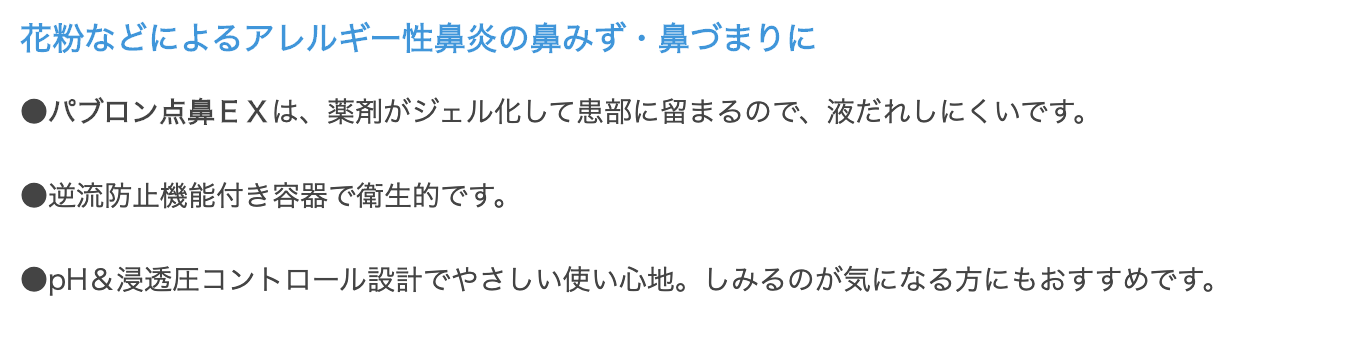 花粉などによるアレルギー性鼻炎の鼻みず・鼻づまりに
●パブロン点鼻ＥＸは、薬剤がジェル化して患部に留まるので、液だれしにくいです。
●逆流防止機能付き容器で衛生的です。
●pH＆浸透圧コントロール設計でやさしい使い心地。しみるのが気になる方にもおすすめです。